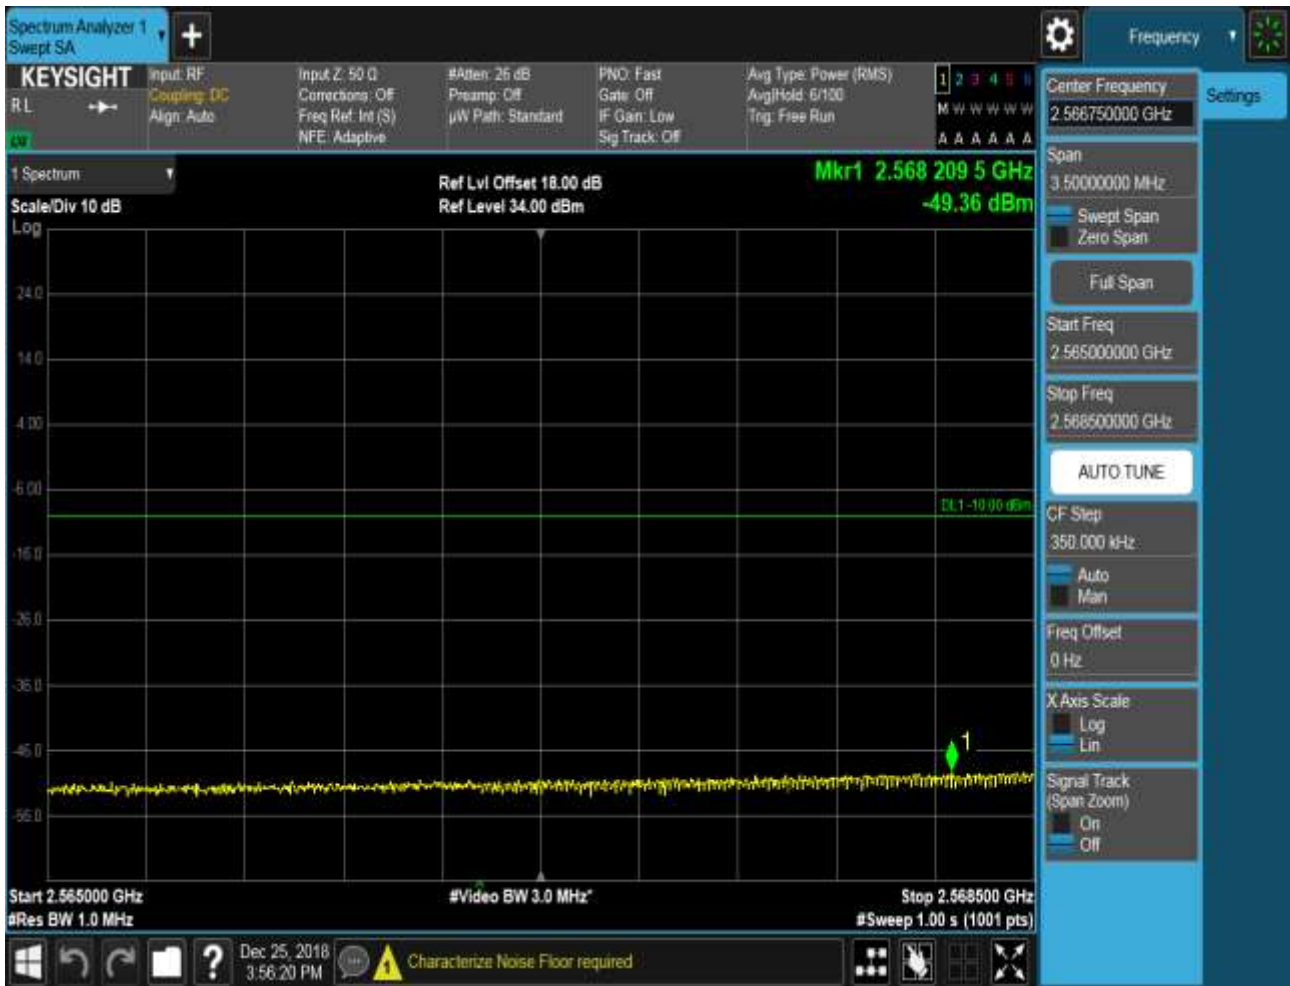 Spectrum Analyzer 1
Swept SA
+
Frequency
KEYSIGHT
R L
Input: RF
Coupling: DC
Align: Auto
Input Z: 50 Ω
Corrections: Off
Freq Ref: Int (S)
NFE: Adaptive
#Atten: 26 dB
Preamp: Off
µW Path: Standard
PNO: Fast
Gate: Off
IF Gain: Low
Sig Track: Off
Avg Type: Power (RMS)
Avg|Hold: 6/100
Trig: Free Run
1 2 3 4 5 6
M W W W W W
A A A A A A
1 Spectrum
Scale/Div 10 dB
Log
Ref Lvl Offset 18.00 dB
Ref Level 34.00 dBm
Mkr1 2.568 209 5 GHz
-49.36 dBm
24.0
14.0
4.00
-6.00
DL1 -10.00 dBm
-16.0
-26.0
-36.0
-46.0
1
-56.0
Start 2.565000 GHz
#Res BW 1.0 MHz
#Video BW 3.0 MHz*
Stop 2.568500 GHz
#Sweep 1.00 s (1001 pts)
Center Frequency
2.566750000 GHz
Settings
Span
3.50000000 MHz
Swept Span
Zero Span
Full Span
Start Freq
2.565000000 GHz
Stop Freq
2.568500000 GHz
AUTO TUNE
CF Step
350.000 kHz
Auto
Man
Freq Offset
0 Hz
X Axis Scale
Log
Lin
Signal Track
(Span Zoom)
On
Off
?
Dec 25, 2018
3:56:20 PM
1
Characterize Noise Floor required